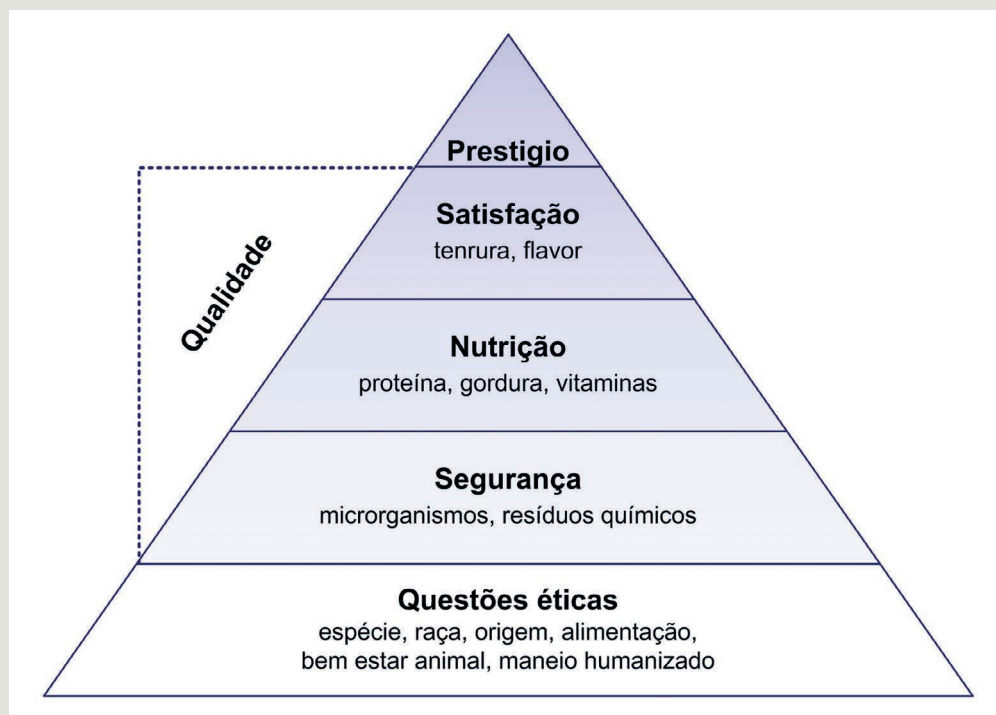 Prestigio
Satisfação
tenrura, flavor
Qualidade
Nutrição
proteína, gordura, vitaminas
Segurança
microrganismos, resíduos químicos
Questões éticas
espécie, raça, origem, alimentação,
bem estar animal, maneio humanizado